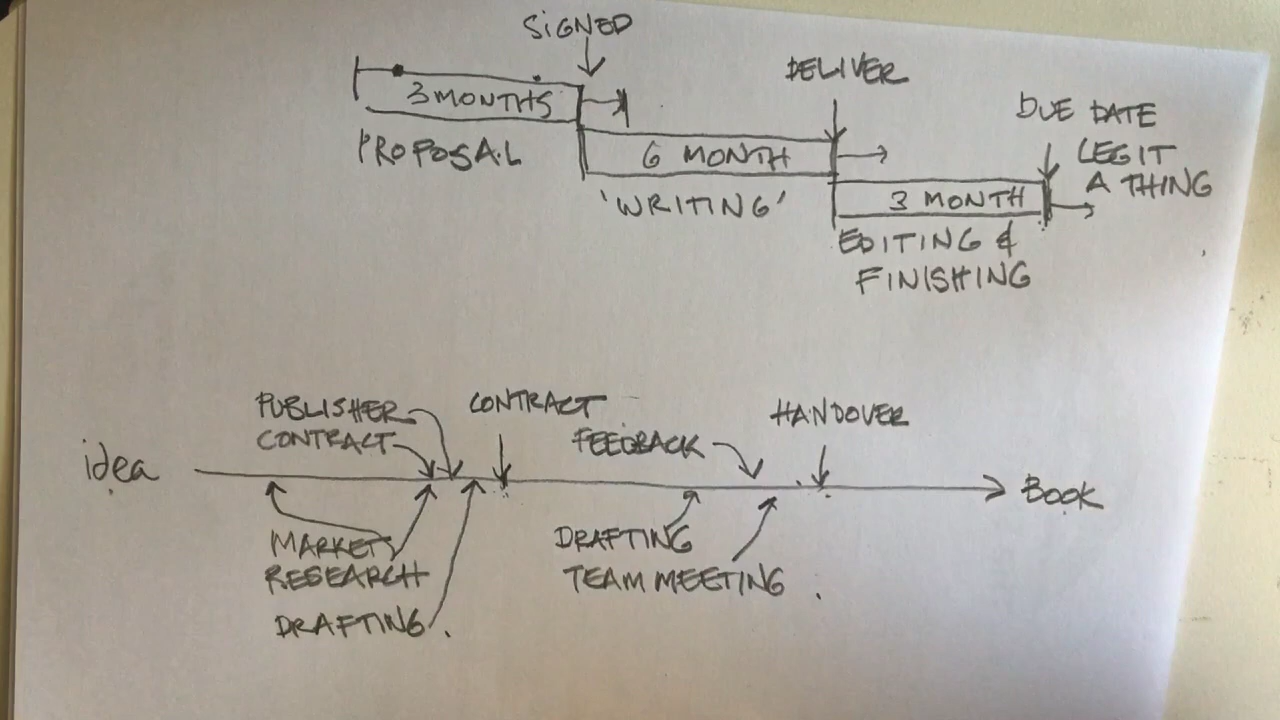 SIGNED
3 MONTHS
PROPOSAL
DELIVER
6 MONTH
'WRITING'
DUE DATE
LEGIT
A THING
3 MONTH
EDITING &
FINISHING
PUBLISHER
CONTRACT
CONTRACT
FEEDBACK
HANDOVER
idea
BOOK
MARKET
RESEARCH
DRAFTING
DRAFTING
TEAM MEETING